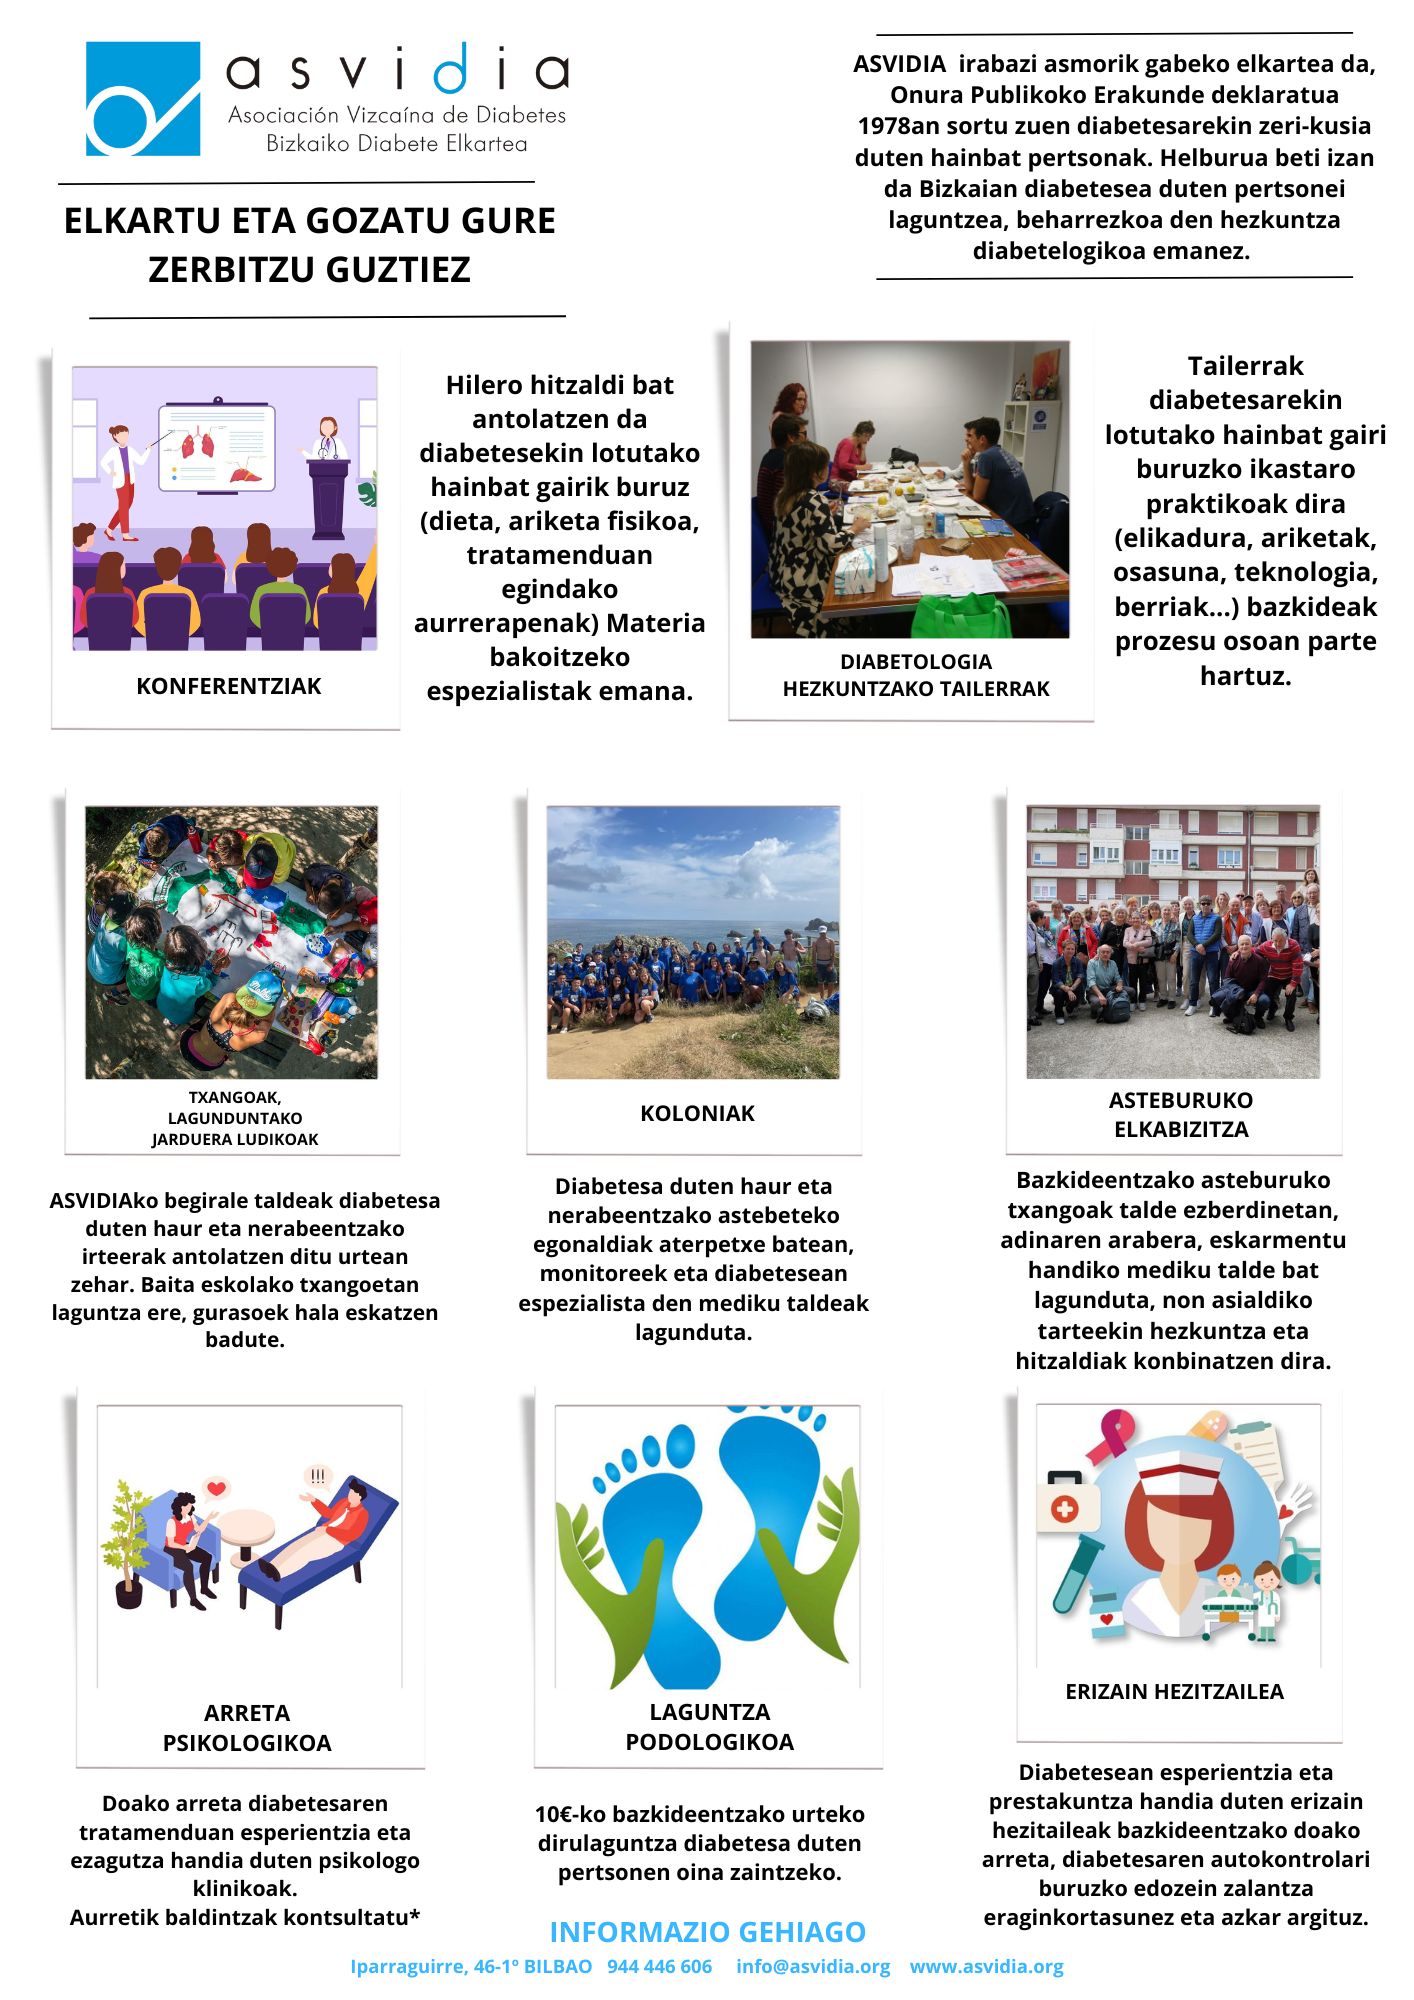 asvidia
Asociación Vizcaína de Diabetes
Bizkaiko Diabete Elkartea
ELKARTU ETA GOZATU GURE
ZERBITZU GUZTIEZ
ASVIDIA irabazi asmorik gabeko elkartea da,
Onura Publikoko Erakunde deklaratua
1978an sortu zuen diabetesarekin zeri-kusia
duten hainbat pertsonak. Helburua beti izan
da Bizkaian diabetesea duten pertsonei
laguntzea, beharrezkoa den hezkuntza
diabetelogikoa emanez.
KONFERENTZIAK
Hilero hitzaldi bat
antolatzen da
diabetesekin lotutako
hainbat gairik buruz
(dieta, ariketa fisikoa,
tratamenduan
egindako
aurrerapenak) Materia
bakoitzeko
espezialistak emana.
DIABETOLOGIA
HEZKUNTZAKO TAILERRAK
Tailerrak
diabetesarekin
lotutako hainbat gairi
buruzko ikastaro
praktikoak dira
(elikadura, ariketak,
osasuna, teknologia,
berriak...) bazkideak
prozesu osoan parte
hartuz.
TXANGOAK,
LAGUNDUNTAKO
JARDUERA LUDIKOAK
ASVIDIAko begirale taldeak diabetesa
duten haur eta nerabeentzako
irteerak antolatzen ditu urtean
zehar. Baita eskolako txangoetan
laguntza ere, gurasoek hala eskatzen
badute.
KOLONIAK
Diabetesa duten haur eta
nerabeentzako astebeteko
egonaldiak aterpetxe batean,
monitoreek eta diabetesean
espezialista den mediku taldeak
lagunduta.
ASTEBURUKO
ELKABIZITZA
Bazkideentzako asteburuko
txangoak talde ezberdinetan,
adinaren arabera, eskarmentu
handiko mediku talde bat
lagunduta, non asialdiko
tarteekin hezkuntza eta
hitzaldiak konbinatzen dira.
!!!
ARRETA
PSIKOLOGIKOA
Doako arreta diabetesaren
tratamenduan esperientzia eta
ezagutza handia duten psikologo
klinikoak.
Aurretik baldintzak kontsultatu*
LAGUNTZA
PODOLOGIKOA
10€-ko bazkideentzako urteko
dirulaguntza diabetesa duten
pertsonen oina zaintzeko.
ERIZAIN HEZITZAILEA
Diabetesean esperientzia eta
prestakuntza handia duten erizain
hezitaileak bazkideentzako doako
arreta, diabetesaren autokontrolari
buruzko edozein zalantza
eraginkortasunez eta azkar argituz.
INFORMAZIO GEHIAGO
Iparraguirre, 46-1º BILBAO 944 446 606 info@asvidia.org www.asvidia.org